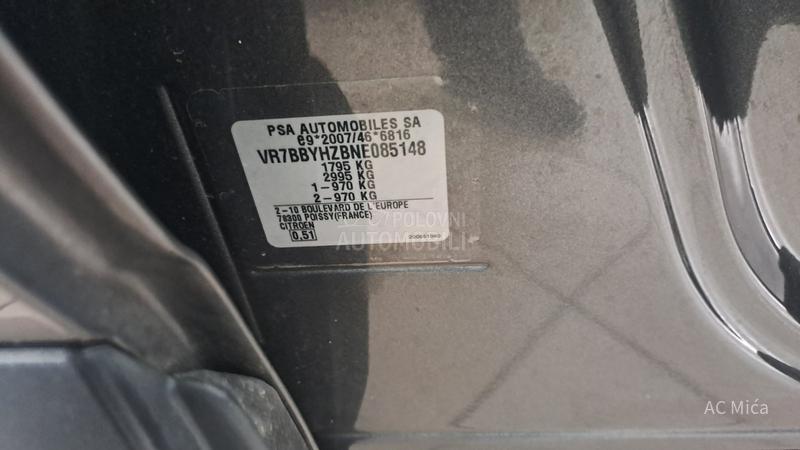 PSA AUTOMOBILES SA
e9*2007/46*6816
VR7BBYHZBNE085148
1795 KG
2995 KG
1-970 KG
2-970 KG
2-10 BOULEVARD DE L'EUROPE
78300 POISSY(FRANCE)
CITROEN
0.51
POLOVNI
AUTOMOBILI
AC Mića